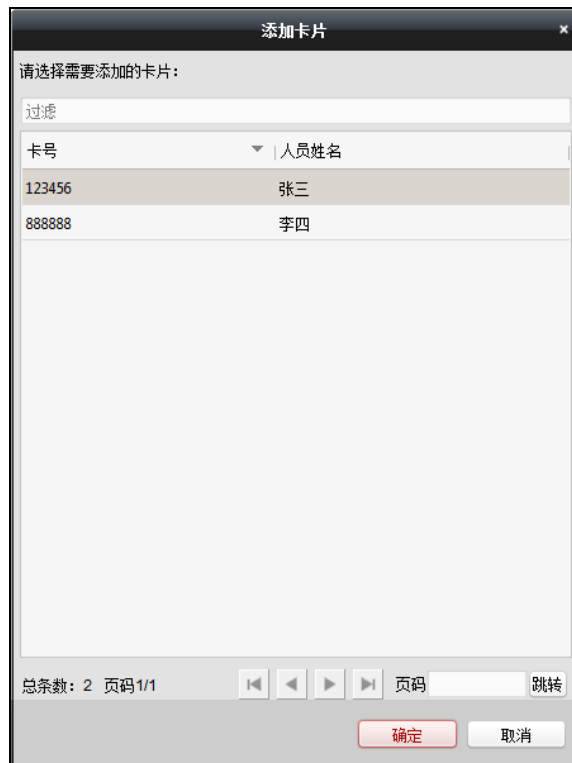 添加卡片 ×
请选择需要添加的卡片：
过滤
卡号 人员姓名
123456 张三
888888 李四
总条数：2 页码1/1 页码 跳转
确定 取消